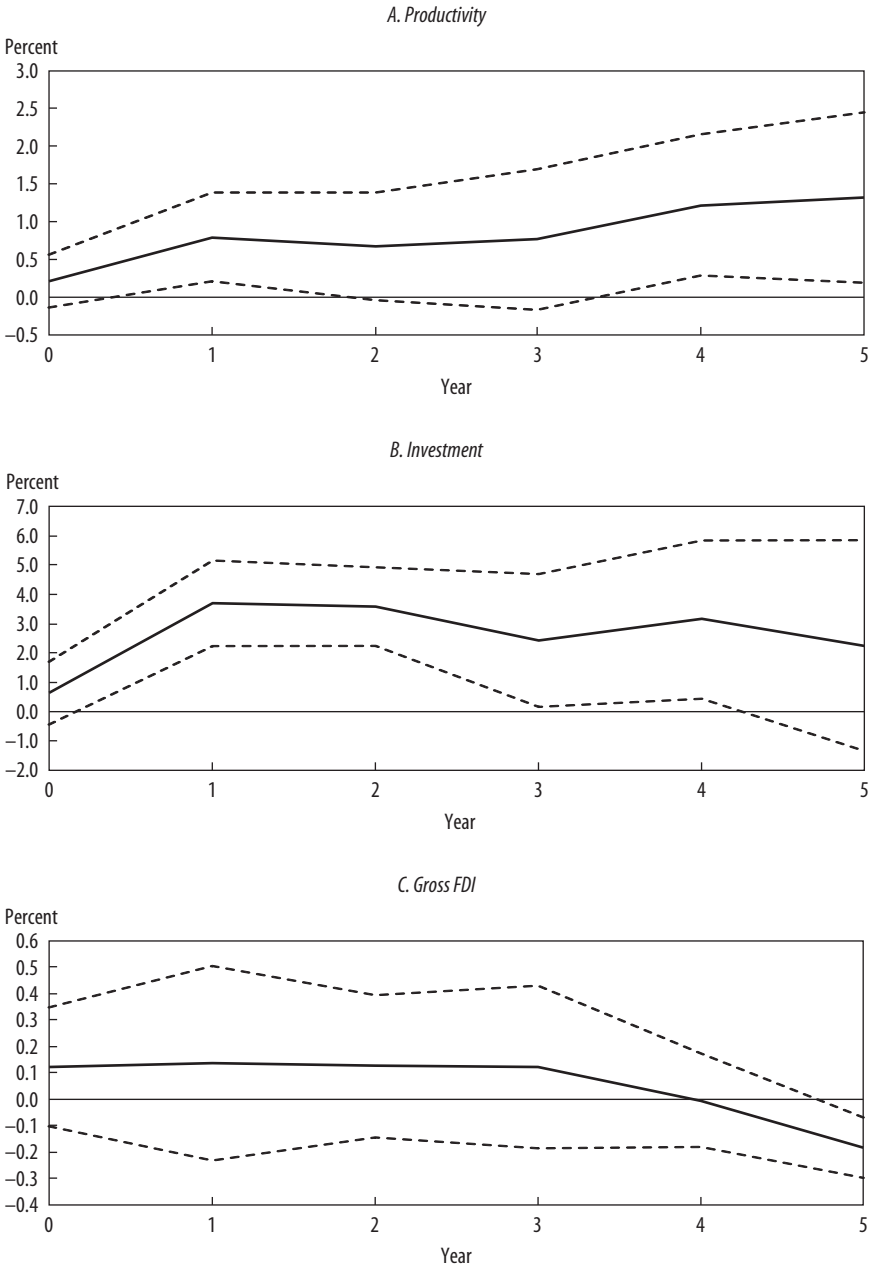 A. Productivity
Percent
3.0
2.5
2.0
1.5
1.0
0.5
0.0
–0.5
0 1 2 3 4 5
Year
B. Investment
Percent
7.0
6.0
5.0
4.0
3.0
2.0
1.0
0.0
–1.0
–2.0
0 1 2 3 4 5
Year
C. Gross FDI
Percent
0.6
0.5
0.4
0.3
0.2
0.1
0.0
–0.1
–0.2
–0.3
–0.4
0 1 2 3 4 5
Year